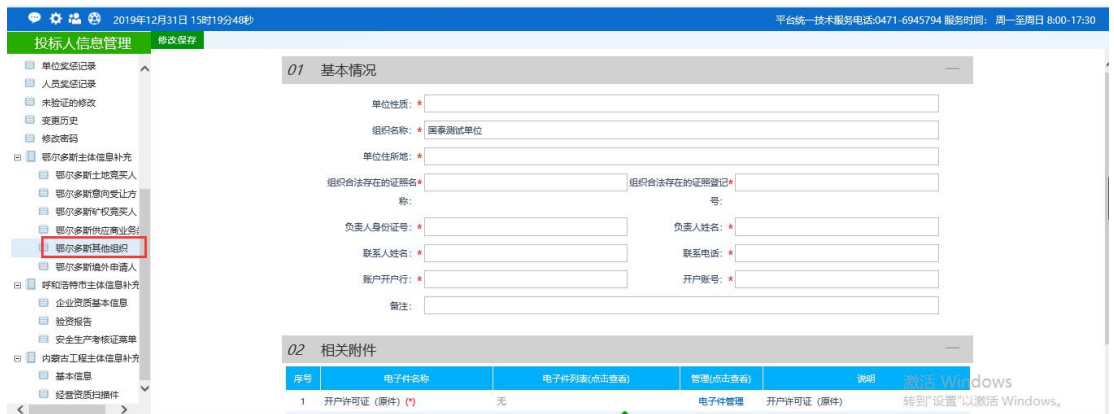 2019年12月31日 15时19分48秒
平台统一技术服务电话:0471-6945794 服务时间: 周一至周日 8:00-17:30
投标人信息管理
修改保存
单位奖惩记录
人员奖惩记录
未验证的修改
变更历史
修改密码
鄂尔多斯主体信息补充
鄂尔多斯土地竞买人
鄂尔多斯意向受让方
鄂尔多斯矿权竞买人
鄂尔多斯供应商业务
鄂尔多斯其他组织
鄂尔多斯境外申请人
呼和浩特市主体信息补充
企业资质基本信息
验资报告
安全生产考核证菜单
内蒙古工程主体信息补充
基本信息
经营资质扫描件
01 基本情况
单位性质: *
组织名称: * 国泰测试单位
单位住所地: *
组织合法存在的证照名* 组织合法存在的证照登记*
称: 号:
负责人身份证号: * 负责人姓名: *
联系人姓名: * 联系电话: *
账户开户行: * 开户账号: *
备注:
02 相关附件
序号 电子件名称 电子件列表(点击查看) 管理(点击查看) 说明
1 开户许可证（原件）(*) 无 电子件管理 开户许可证（原件）
激活 Windows
转到"设置"以激活 Windows。